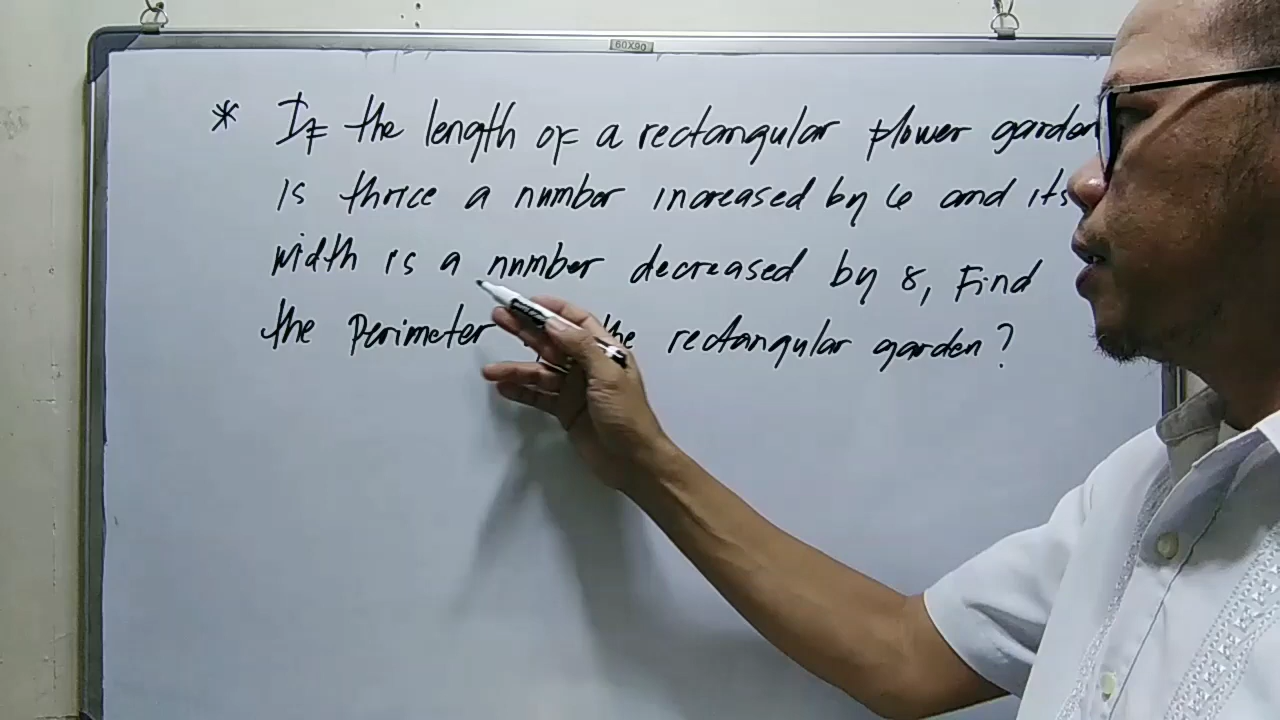 60X90
* If the length of a rectangular flower garden
is thrice a number increased by 6 and its
width is a number decreased by 8, Find
the Perimeter the rectangular garden?